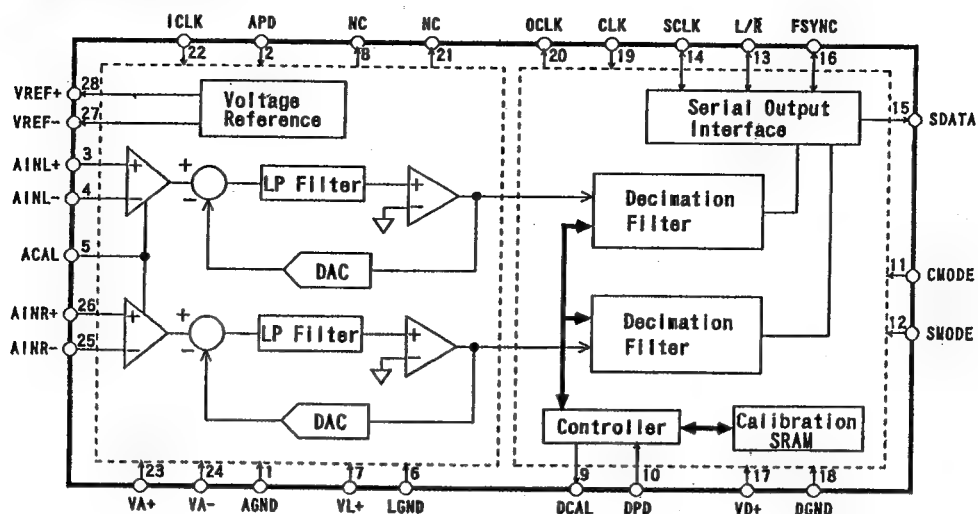 ICLK APD NC NC OCLK CLK SCLK L/R̅ FSYNC
22 2 8 21 20 19 14 13 16
VREF+ 28
VREF- 27
Voltage
Reference
Serial Output
Interface
15 SDATA
AINL+ 3
AINL- 4
+ -
+ -
LP Filter
+ -
Decimation
Filter
DAC
ACAL 5
11 CMODE
AINR+ 26
AINR- 25
+ -
+ -
LP Filter
+ -
Decimation
Filter
12 SMODE
DAC
Controller
Calibration
SRAM
23 24 1 7 6 9 10 17 18
VA+ VA- AGND VL+ LGND DCAL DPD VD+ DGND